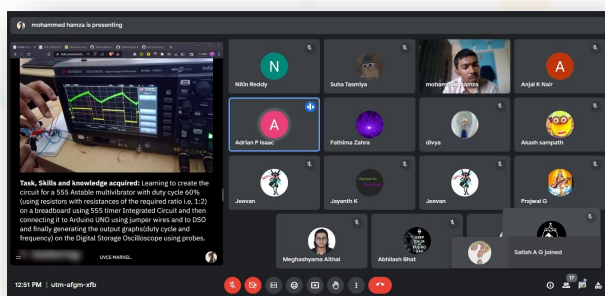 mohammed hamza is presenting
Task, Skills and knowledge acquired: Learning to create the
circuit for a 555 Astable multivibrator with duty cycle 60%
(using resistors with resistances of the required ratio i.e, 1:2)
on a breadboard using 555 timer Integrated Circuit and then
connecting it to Arduino UNO using jumper wires and to DSO
and finally generating the output graphs(duty cycle and
frequency) on the Digital Storage Oscilloscope using probes.
UVCE MARVEL.
N
Nitin Reddy
Suha Tasmiya
mohammed hamza
A
Anjal K Nair
A
Adrian P Isaac
Fathima Zahra
divya
Akash sampath
Jeevan
Jayanth K
Jeevan
Prajwal G
Meghashyama Aithal
KEEP
CALM
Abhilash Bhat
Satish A G joined
12:51 PM | utm-afgm-xfb
17